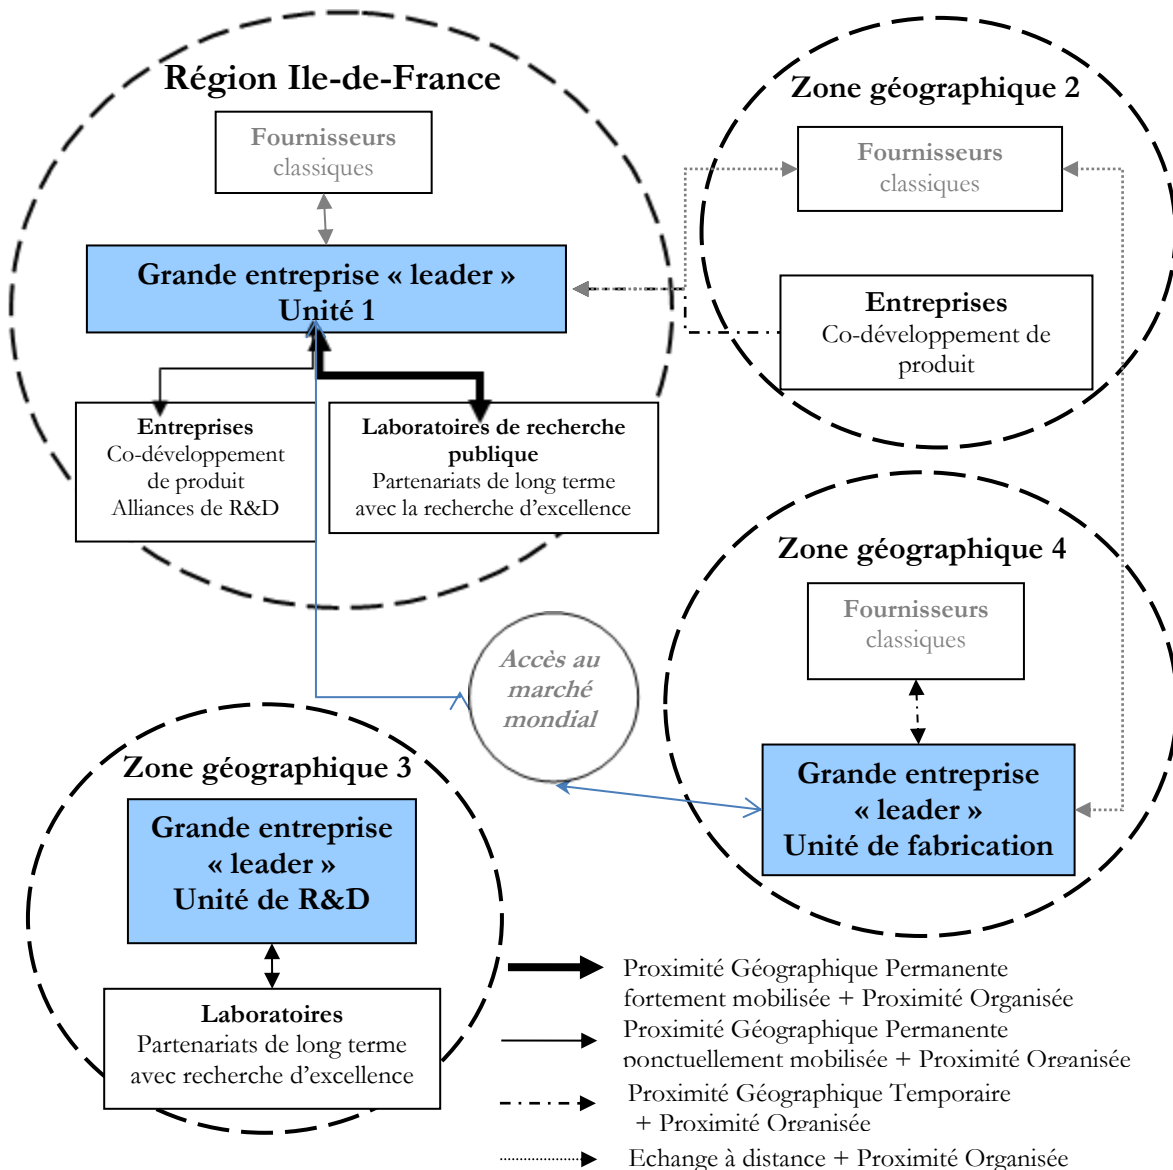 Région Ile-de-France
Fournisseurs
classiques
Grande entreprise « leader »
Unité 1
Entreprises
Co-développement
de produit
Alliances de R&D
Laboratoires de recherche
publique
Partenariats de long terme
avec la recherche d’excellence
Zone géographique 2
Fournisseurs
classiques
Entreprises
Co-développement de
produit
Zone géographique 4
Fournisseurs
classiques
Grande entreprise
« leader »
Unité de fabrication
Accès au
marché
mondial
Zone géographique 3
Grande entreprise
« leader »
Unité de R&D
Laboratoires
Partenariats de long terme
avec recherche d’excellence
Proximité Géographique Permanente
fortement mobilisée + Proximité Organisée
Proximité Géographique Permanente
ponctuellement mobilisée + Proximité Organisée
Proximité Géographique Temporaire
+ Proximité Organisée
Echange à distance + Proximité Organisée